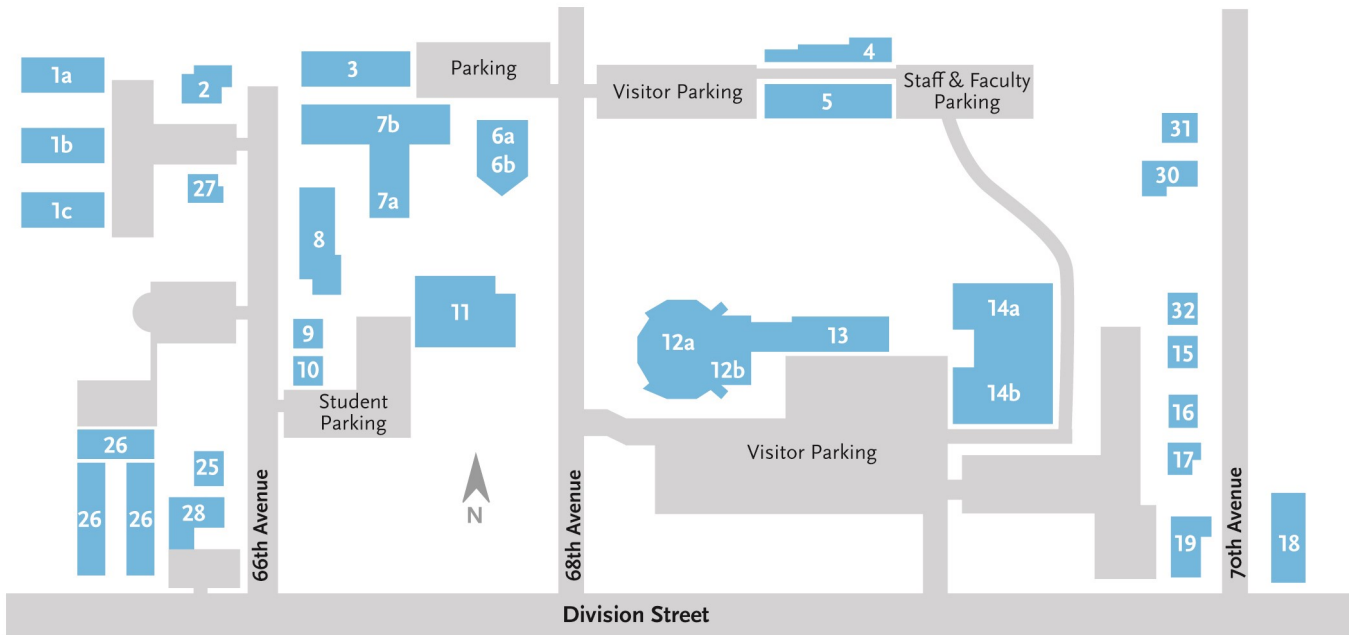 1a
2
3
Parking
4
Visitor Parking
5
Staff & Faculty
Parking
1b
7b
6a
6b
31
30
1c
27
7a
8
11
9
10
12a
12b
13
14a
14b
32
15
16
17
Student
Parking
Visitor Parking
26
25
26
26
28
N
19
18
66th Avenue
68th Avenue
70th Avenue
Division Street